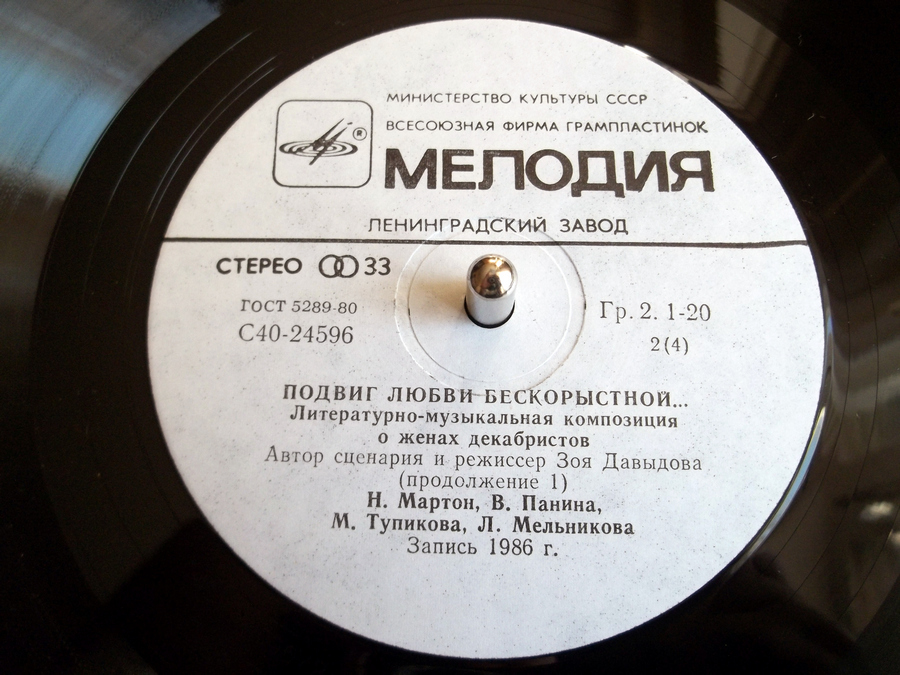 МИНИСТЕРСТВО КУЛЬТУРЫ СССР
ВСЕСОЮЗНАЯ ФИРМА ГРАМПЛАСТИНОК
®
МЕЛОДИЯ
ЛЕНИНГРАДСКИЙ ЗАВОД
СТЕРЕО 33
ГОСТ 5289-80
С40-24596
Гр. 2. 1-20
2(4)
ПОДВИГ ЛЮБВИ БЕСКОРЫСТНОЙ...
Литературно-музыкальная композиция
о женах декабристов
Автор сценария и режиссер Зоя Давыдова
(продолжение 1)
Н. Мартон, В. Панина,
М. Тупикова, Л. Мельникова
Запись 1986 г.